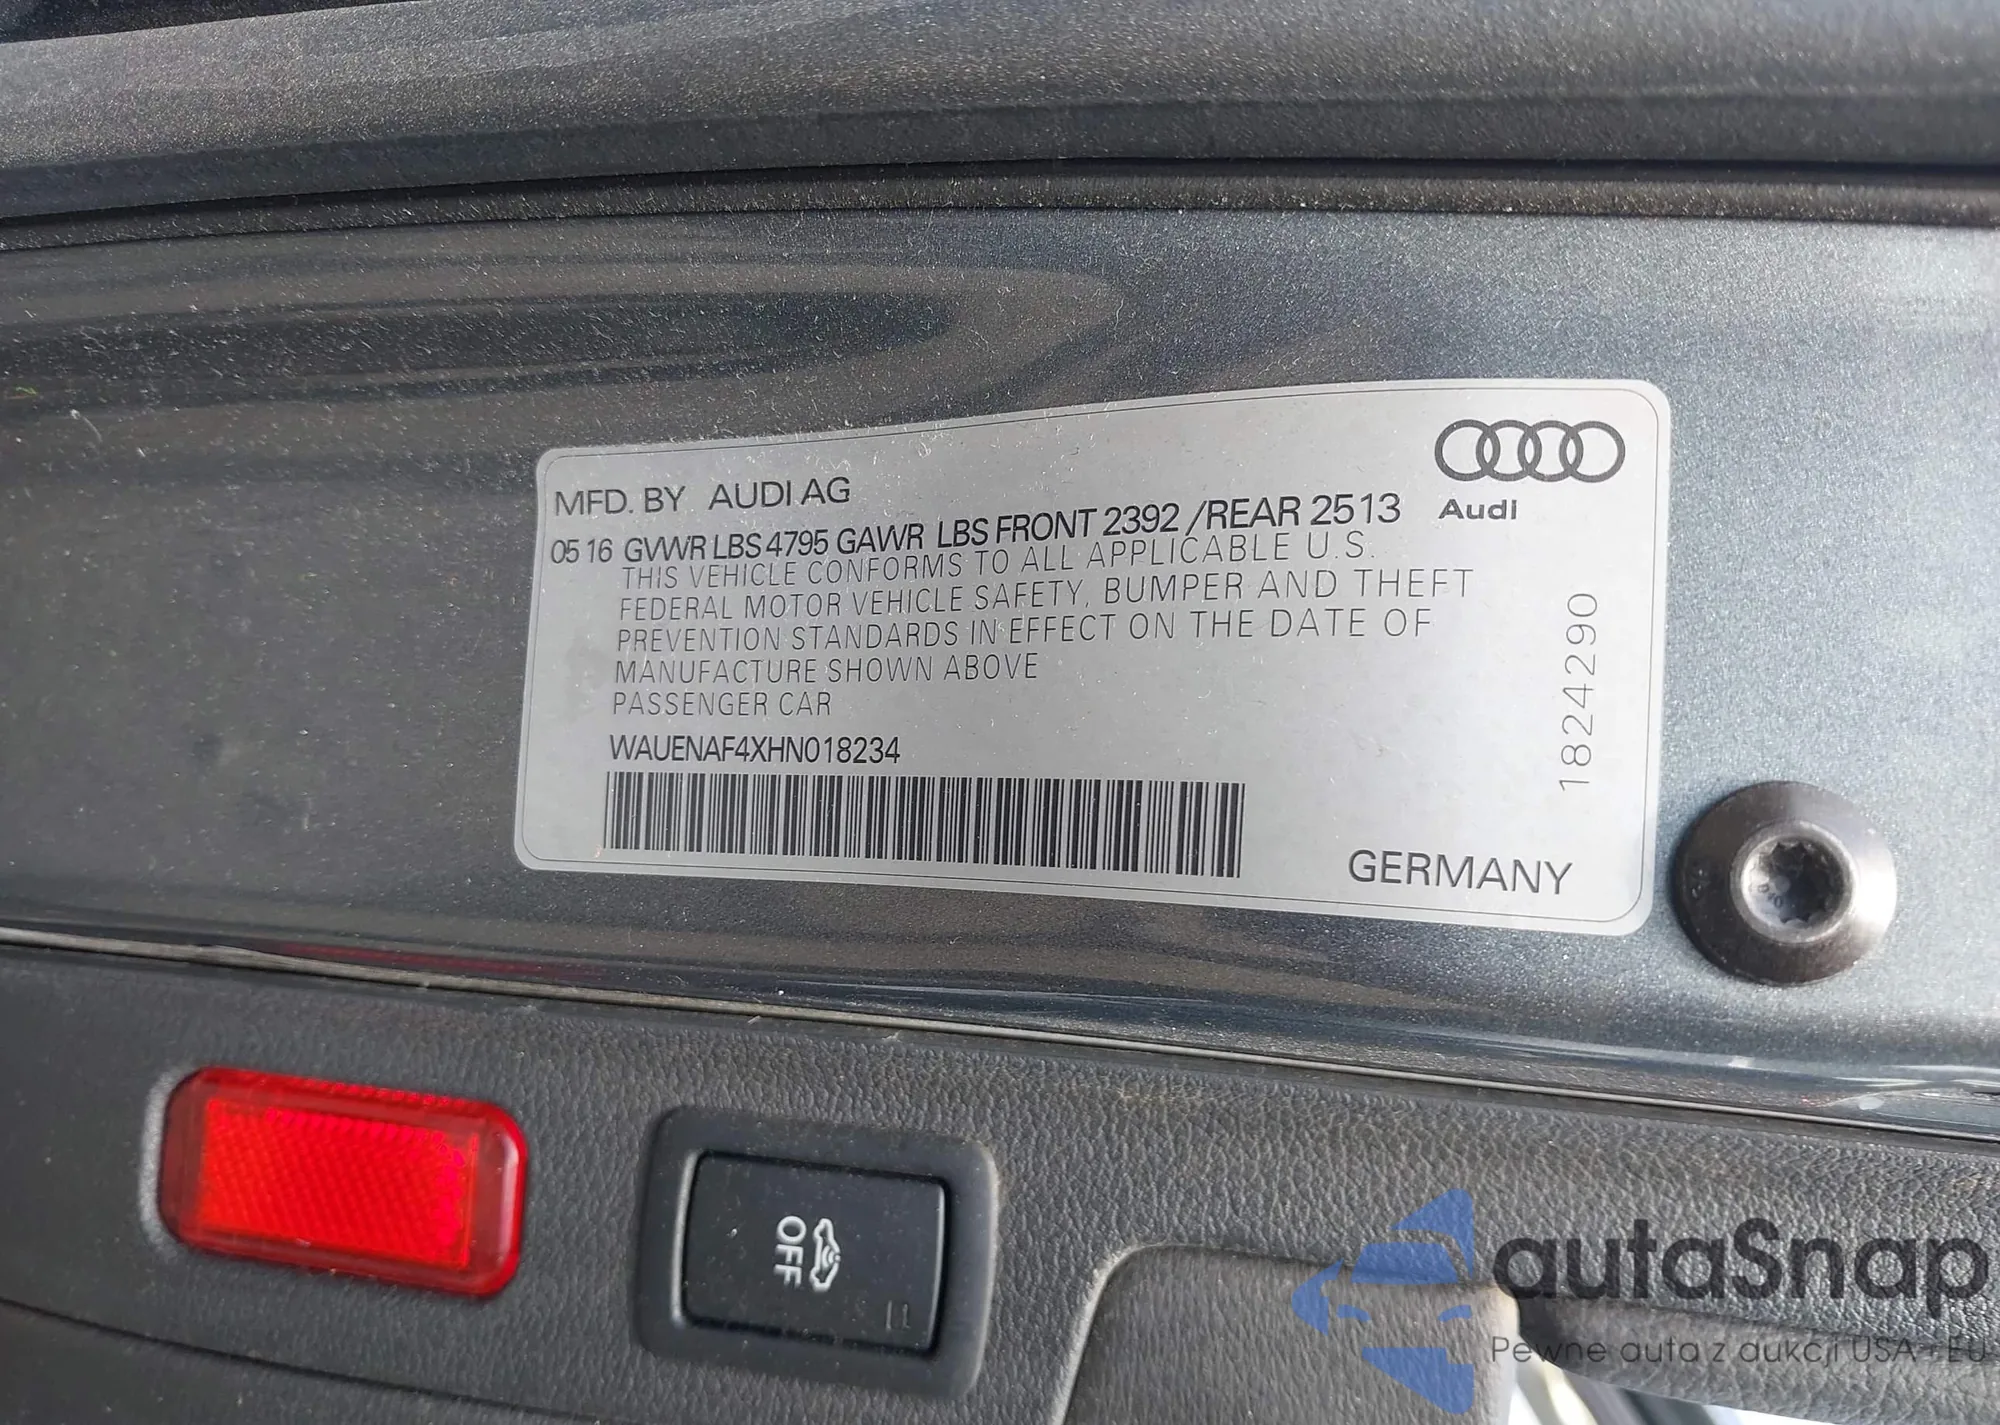 MFD. BY AUDI AG
Audi
05 16 GVWR LBS 4795 GAWR LBS FRONT 2392 /REAR 2513
THIS VEHICLE CONFORMS TO ALL APPLICABLE U.S.
FEDERAL MOTOR VEHICLE SAFETY, BUMPER AND THEFT
PREVENTION STANDARDS IN EFFECT ON THE DATE OF
MANUFACTURE SHOWN ABOVE
PASSENGER CAR
WAUENAF4XHN018234
1824290
GERMANY
OFF
autaSnap
Pewne auta z aukcji USA i EU